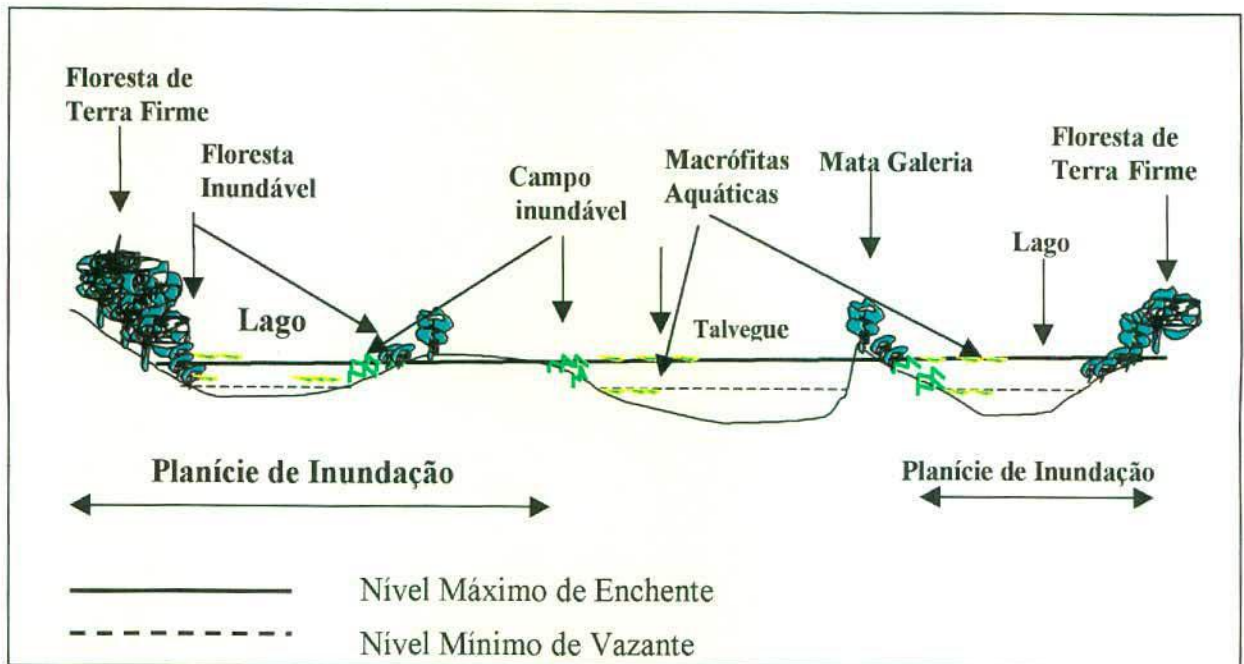 Floresta de
Terra Firme
Floresta
Inundável
Campo
inundável
Macrófitas
Aquáticas
Mata Galeria
Floresta de
Terra Firme
Lago
Lago
Talvegue
Planície de Inundação
Planície de Inundação
Nível Máximo de Enchente
Nível Mínimo de Vazante